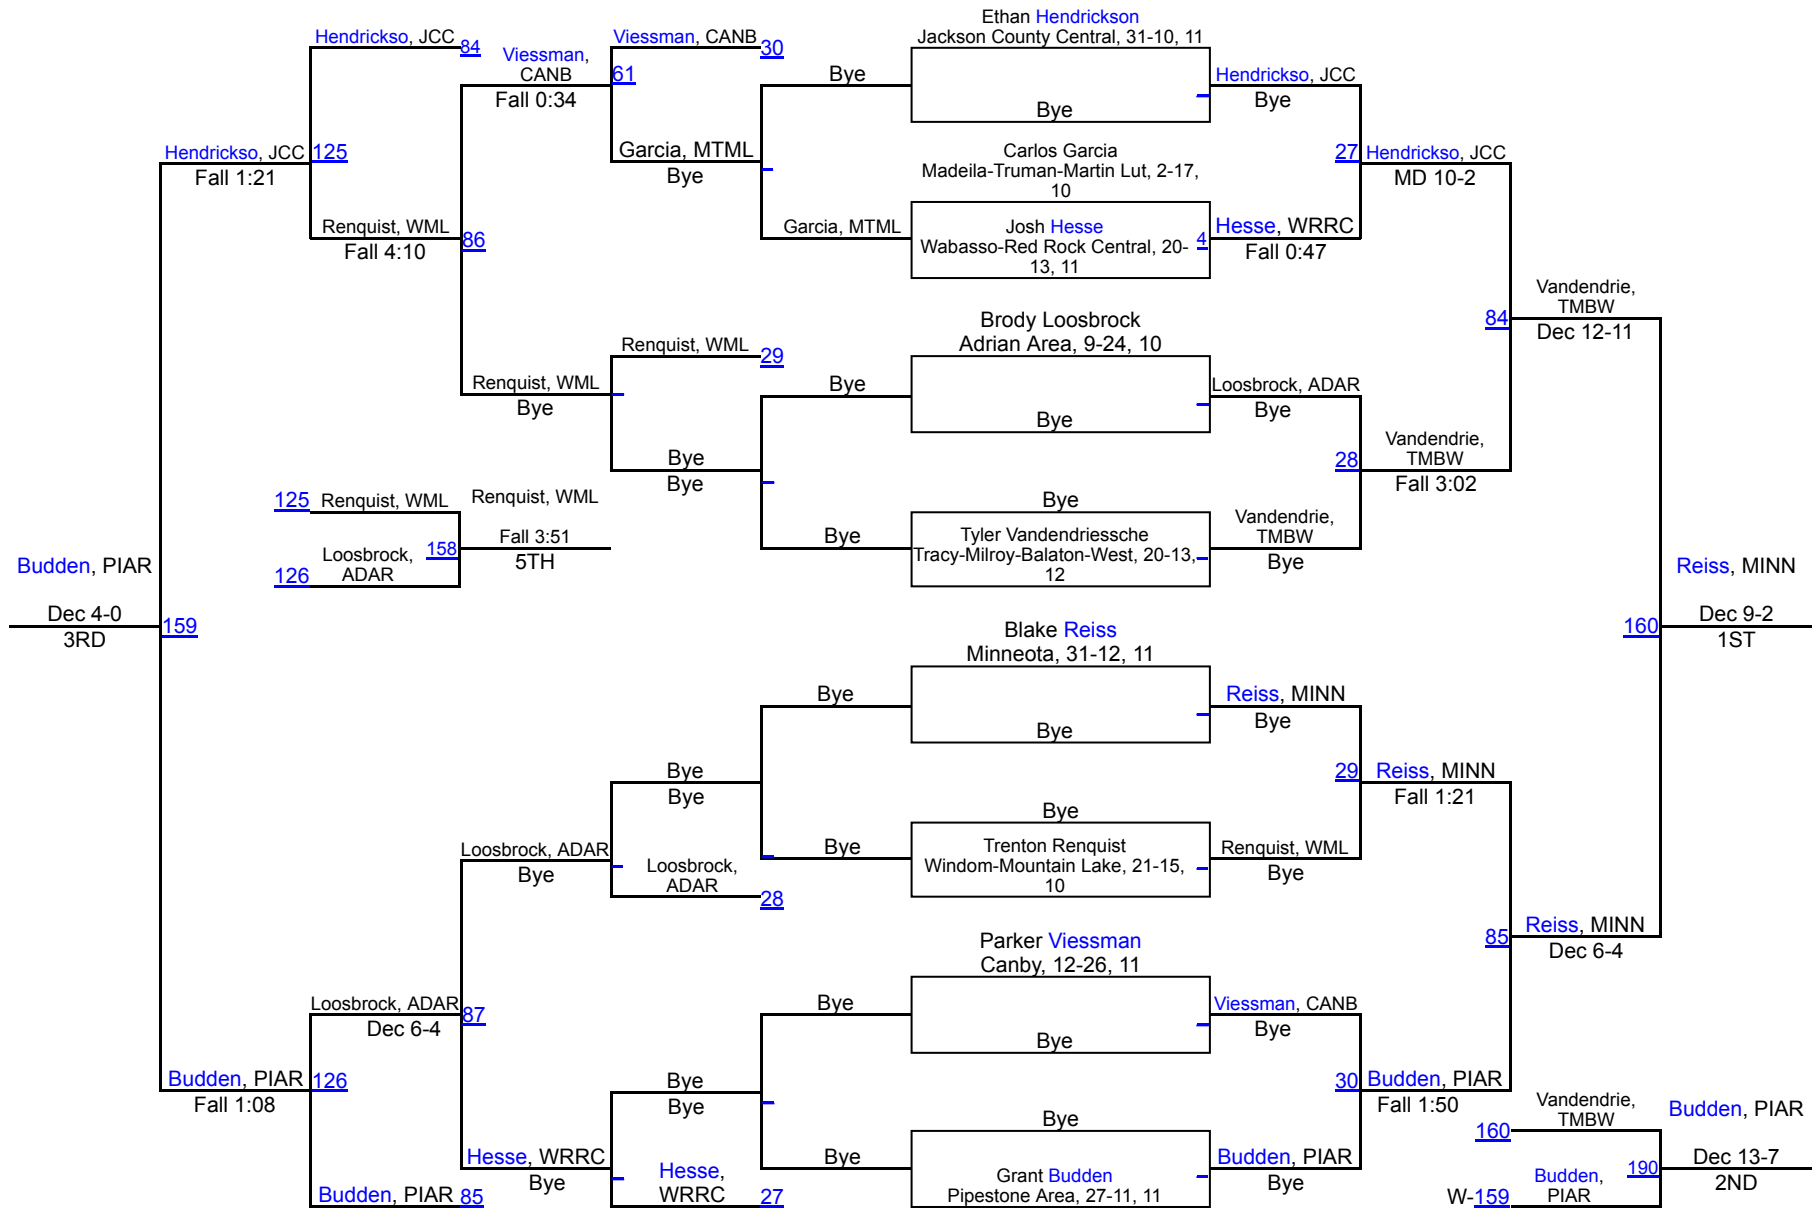 Ethan Hendrickson
Jackson County Central, 31-10, 11
Hendrickso, JCC
84
Viessman,
CANB
Fall 0:34
Viessman, CANB
30
61
Bye
Bye
Hendrickso, JCC
Bye
Hendrickso, JCC
125
Fall 1:21
Garcia, MTML
Bye
Carlos Garcia
Madeila-Truman-Martin Lut, 2-17,
10
27
Hendrickso, JCC
MD 10-2
Renquist, WML
Fall 4:10
86
Garcia, MTML
Josh Hesse
Wabasso-Red Rock Central, 20-
13, 11
4
Hesse, WRRC
Fall 0:47
Vandendrie,
TMBW
84
Dec 12-11
Brody Loosbrock
Adrian Area, 9-24, 10
Renquist, WML
29
Renquist, WML
Bye
Bye
Bye
Loosbrock, ADAR
Bye
Bye
Bye
28
Vandendrie,
TMBW
Fall 3:02
125
Renquist, WML
Renquist, WML
Bye
Loosbrock,
ADAR
158
Fall 3:51
5TH
126
Bye
Tyler Vandendriessche
Tracy-Milroy-Balaton-West, 20-13,
12
Vandendrie,
TMBW
Bye
Budden, PIAR
Dec 4-0
3RD
159
Reiss, MINN
160
Dec 9-2
1ST
Blake Reiss
Minneota, 31-12, 11
Bye
Bye
Reiss, MINN
Bye
Bye
Bye
29
Reiss, MINN
Fall 1:21
Bye
Loosbrock, ADAR
Bye
Loosbrock,
ADAR
28
Bye
Trenton Renquist
Windom-Mountain Lake, 21-15,
10
Renquist, WML
Bye
Parker Viessman
Canby, 12-26, 11
85
Reiss, MINN
Dec 6-4
Loosbrock, ADAR
Dec 6-4
87
Bye
Bye
Viessman, CANB
Bye
Budden, PIAR
Fall 1:08
126
Bye
Bye
30
Budden, PIAR
Fall 1:50
Bye
Vandendrie,
TMBW
160
Budden, PIAR
Hesse, WRRC
Bye
Hesse,
WRRC
27
Bye
Grant Budden
Pipestone Area, 27-11, 11
Budden, PIAR
Bye
Budden, PIAR
85
Budden,
PIAR
190
W-159
Dec 13-7
2ND